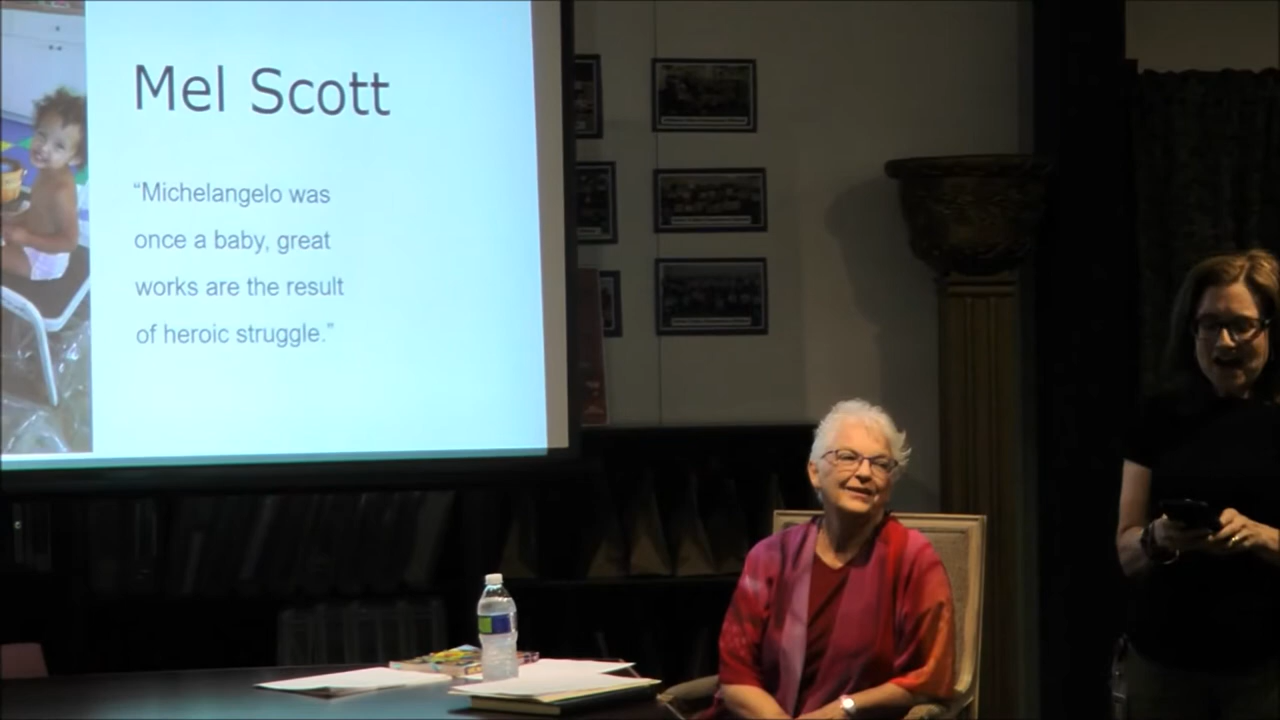 Mel Scott
“Michelangelo was
once a baby, great
works are the result
of heroic struggle.”